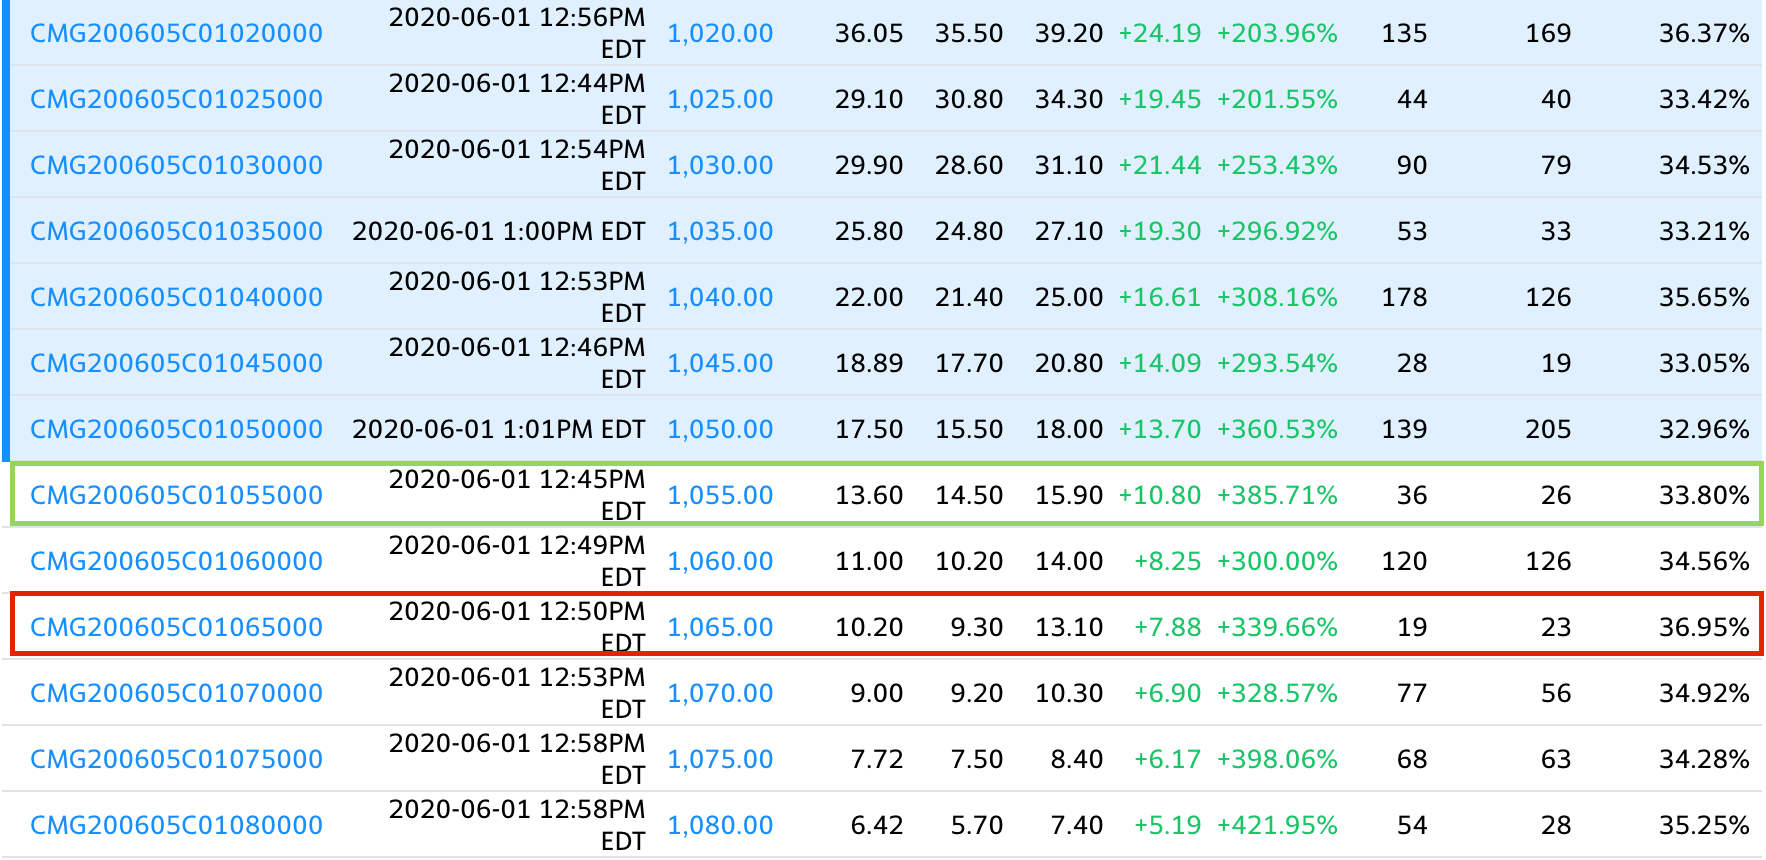 CMG200605C01020000 2020-06-01 12:56PM EDT 1,020.00 36.05 35.50 39.20 +24.19 +203.96% 135 169 36.37%
CMG200605C01025000 2020-06-01 12:44PM EDT 1,025.00 29.10 30.80 34.30 +19.45 +201.55% 44 40 33.42%
CMG200605C01030000 2020-06-01 12:54PM EDT 1,030.00 29.90 28.60 31.10 +21.44 +253.43% 90 79 34.53%
CMG200605C01035000 2020-06-01 1:00PM EDT 1,035.00 25.80 24.80 27.10 +19.30 +296.92% 53 33 33.21%
CMG200605C01040000 2020-06-01 12:53PM EDT 1,040.00 22.00 21.40 25.00 +16.61 +308.16% 178 126 35.65%
CMG200605C01045000 2020-06-01 12:46PM EDT 1,045.00 18.89 17.70 20.80 +14.09 +293.54% 28 19 33.05%
CMG200605C01050000 2020-06-01 1:01PM EDT 1,050.00 17.50 15.50 18.00 +13.70 +360.53% 139 205 32.96%
CMG200605C01055000 2020-06-01 12:45PM EDT 1,055.00 13.60 14.50 15.90 +10.80 +385.71% 36 26 33.80%
CMG200605C01060000 2020-06-01 12:49PM EDT 1,060.00 11.00 10.20 14.00 +8.25 +300.00% 120 126 34.56%
CMG200605C01065000 2020-06-01 12:50PM EDT 1,065.00 10.20 9.30 13.10 +7.88 +339.66% 19 23 36.95%
CMG200605C01070000 2020-06-01 12:53PM EDT 1,070.00 9.00 9.20 10.30 +6.90 +328.57% 77 56 34.92%
CMG200605C01075000 2020-06-01 12:58PM EDT 1,075.00 7.72 7.50 8.40 +6.17 +398.06% 68 63 34.28%
CMG200605C01080000 2020-06-01 12:58PM EDT 1,080.00 6.42 5.70 7.40 +5.19 +421.95% 54 28 35.25%